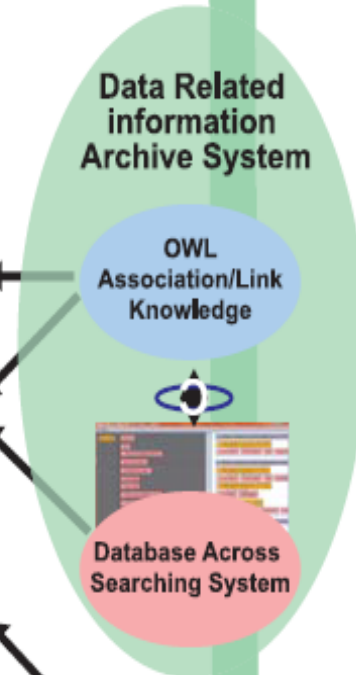 Data Related
information
Archive System
OWL
Association/Link
Knowledge
Database Across
Searching System